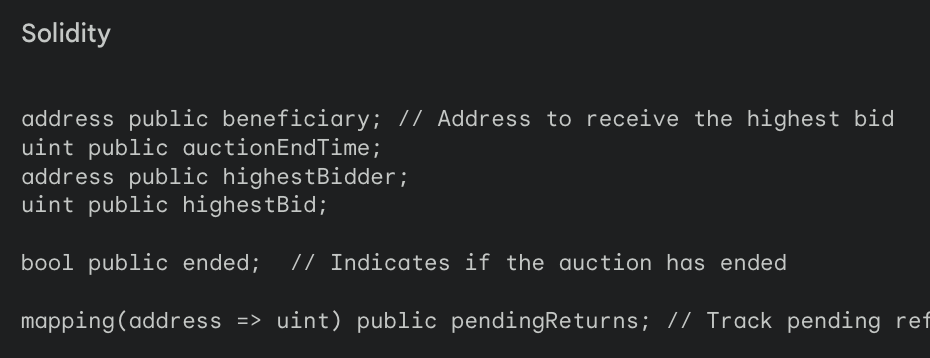 Solidity
address public beneficiary; // Address to receive the highest bid
uint public auctionEndTime;
address public highestBidder;
uint public highestBid;
bool public ended;  // Indicates if the auction has ended
mapping(address => uint) public pendingReturns; // Track pending ref